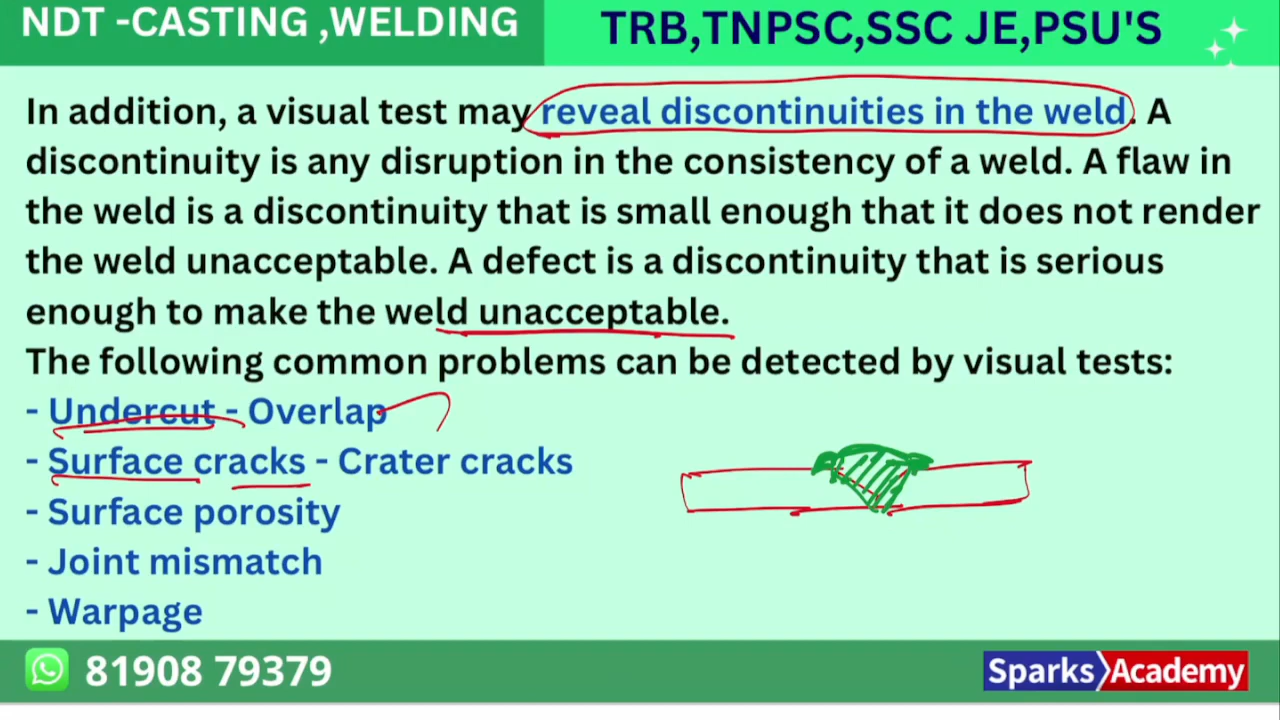 NDT -CASTING ,WELDING
TRB,TNPSC,SSC JE,PSU'S
In addition, a visual test may reveal discontinuities in the weld. A
discontinuity is any disruption in the consistency of a weld. A flaw in
the weld is a discontinuity that is small enough that it does not render
the weld unacceptable. A defect is a discontinuity that is serious
enough to make the weld unacceptable.
The following common problems can be detected by visual tests:
- Undercut - Overlap
- Surface cracks - Crater cracks
- Surface porosity
- Joint mismatch
- Warpage
81908 79379
Sparks Academy